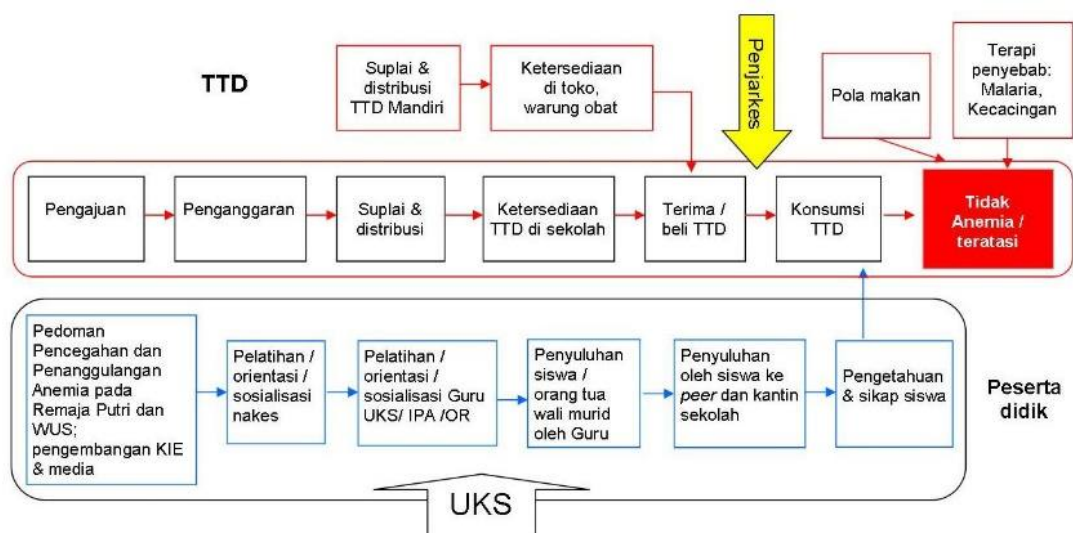 TTD
Suplai &
distribusi
TTD Mandiri
Ketersediaan
di toko,
warung obat
Penjarkes
Pola makan
Terapi
penyebab:
Malaria,
Kecacingan
Pengajuan
Penganggaran
Suplai &
distribusi
Ketersediaan
TTD di sekolah
Terima /
beli TTD
Konsumsi
TTD
Tidak
Anemia /
teratasi
Pedoman
Pencegahan dan
Penanggulangan
Anemia pada
Remaja Putri dan
WUS;
pengembangan KIE
& media
Pelatihan /
orientasi /
sosialisasi
nakes
Pelatihan /
orientasi /
sosialisasi Guru
UKS/ IPA /OR
Penyuluhan
siswa /
orang tua
wali murid
oleh Guru
Penyuluhan
oleh siswa ke
peer dan kantin
sekolah
Pengetahuan
& sikap siswa
Peserta
didik
UKS